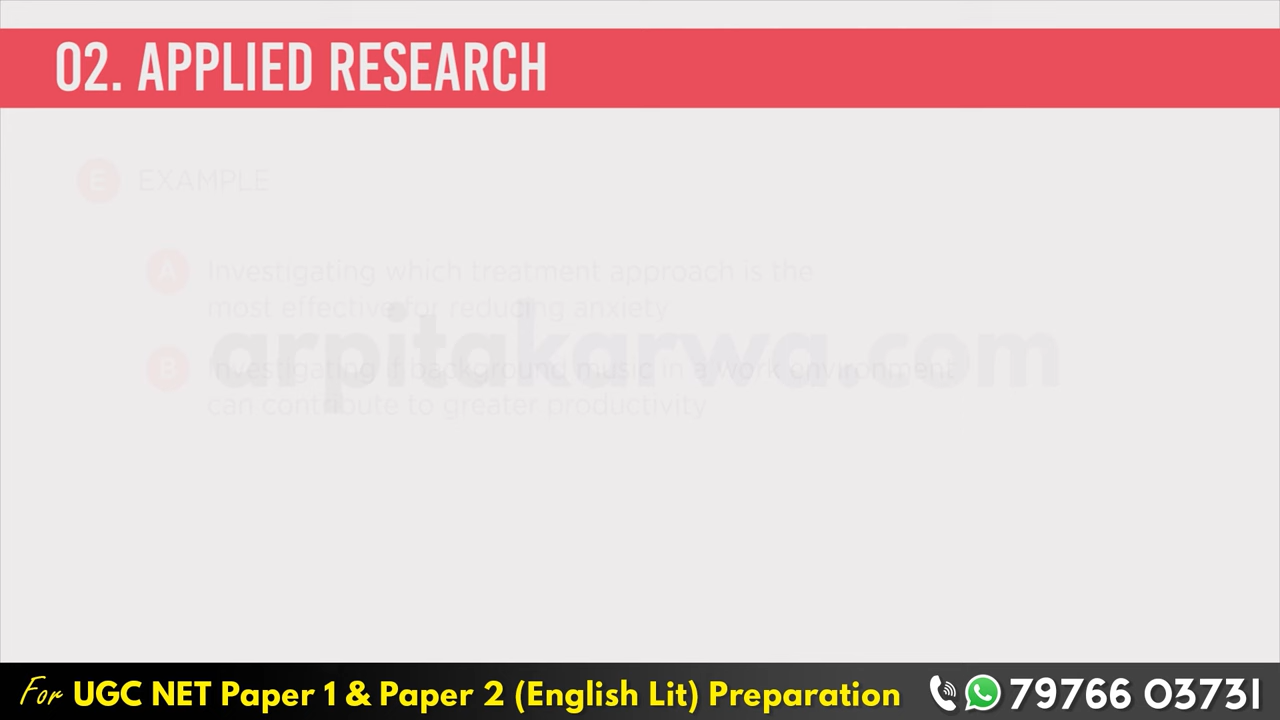 02. APPLIED RESEARCH
E EXAMPLE
A Investigating which treatment approach is the
most effective for reducing anxiety
arpitakarwa.com
B Investigating if background music in a work environment
can contribute to greater productivity
For UGC NET Paper 1 & Paper 2 (English Lit) Preparation 79766 03731